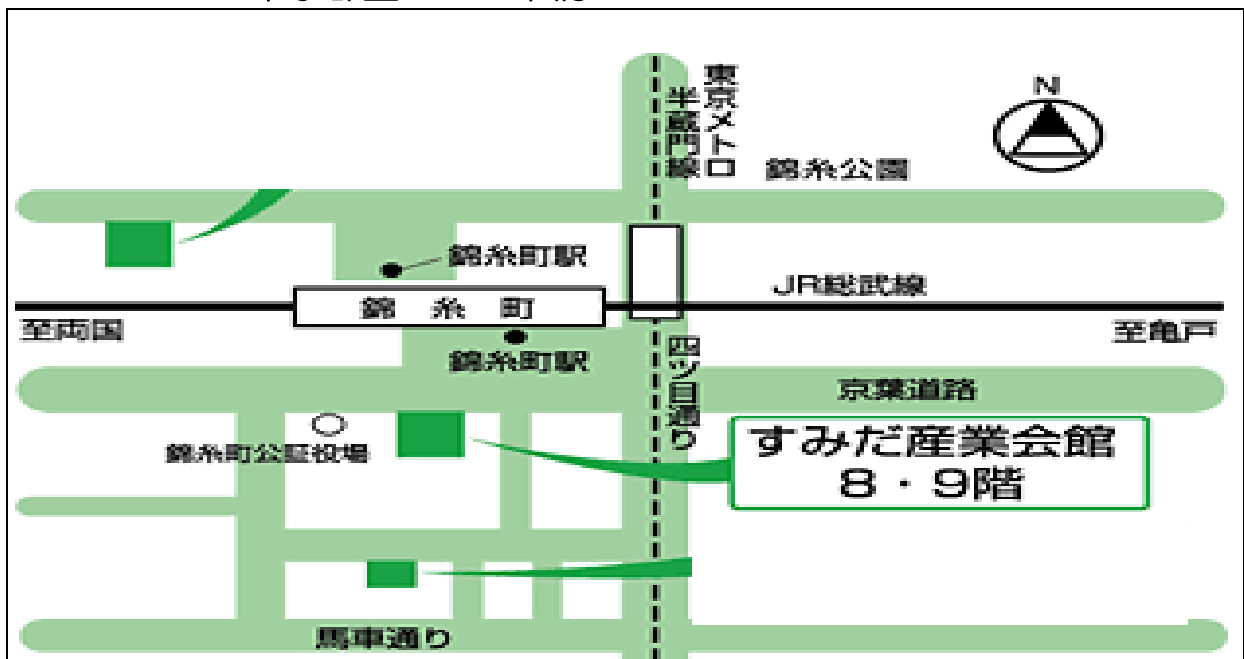 東京メトロ
半蔵門線
N
錦糸公園
錦糸町駅
JR総武線
錦糸町
至両国
至亀戸
錦糸町駅
四ツ目通り
京葉道路
錦糸町公証役場
すみだ産業会館
8・9階
馬車通り